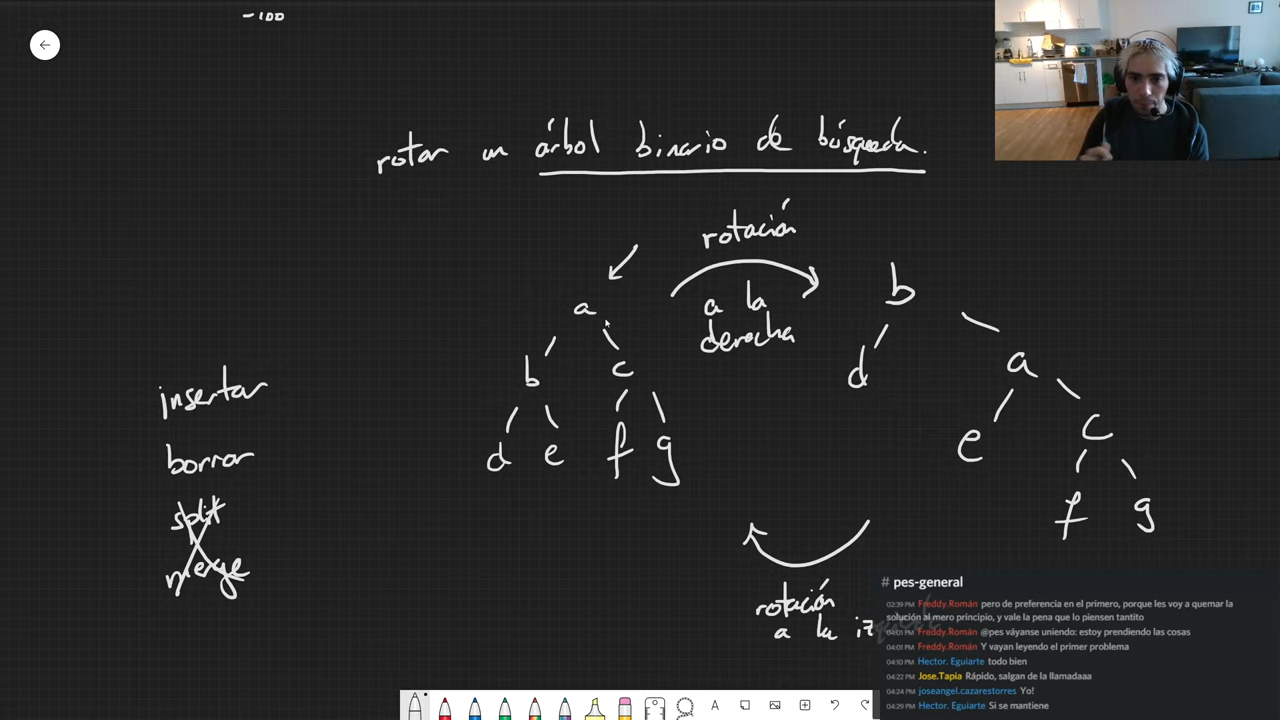 -100
rotar un árbol binario de búsqueda.
rotación
a la
derecha
a
b
c
d
e
f
g
b
d
a
e
c
f
g
insertar
borrar
split
merge
rotación
a la iz
# pes-general
02:39 PM Freddy.Román pero de preferencia en el primero, porque les voy a quemar la
solución al mero principio, y vale la pena que lo piensen tantito
04:01 PM Freddy.Román @pes váyanse uniendo: estoy prendiendo las cosas
04:01 PM Freddy.Román Y vayan leyendo el primer problema
04:10 PM Hector. Eguiarte todo bien
04:22 PM Jose.Tapia Rápido, salgan de la llamadaaa
04:24 PM joseangel.cazarestorres Yo!
04:29 PM Hector. Eguiarte Si se mantiene
A